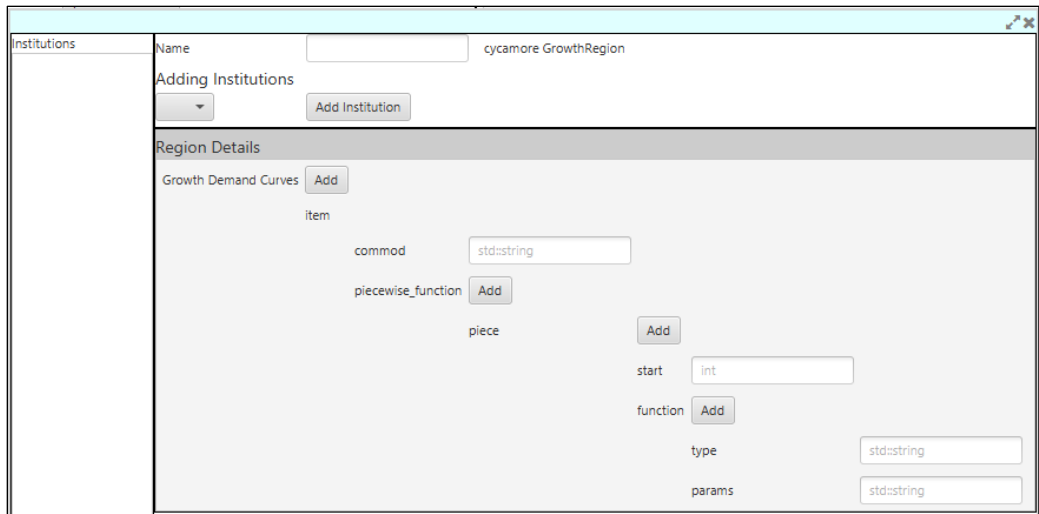 Institutions
Name cycamore GrowthRegion
Adding Institutions
Add Institution
Region Details
Growth Demand Curves Add
item
commod std::string
piecewise_function Add
piece Add
start int
function Add
type std::string
params std::string